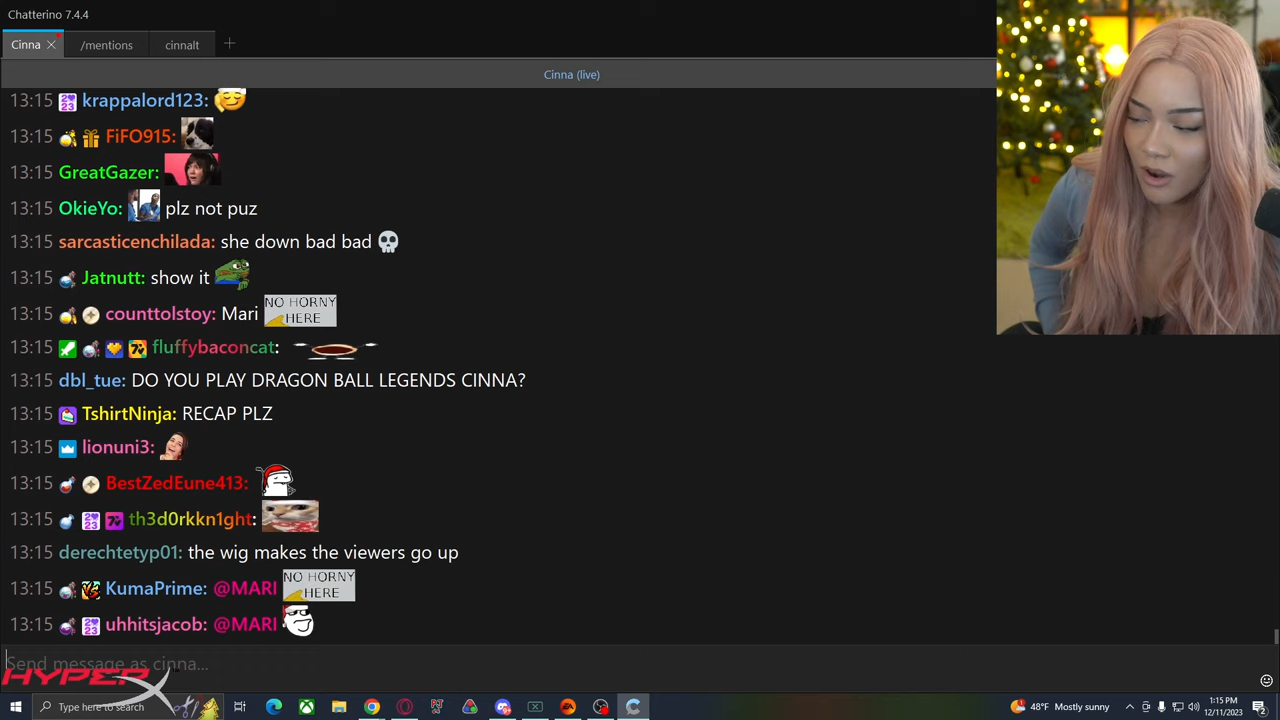 Chatterino 7.4.4
Cinna /mentions cinnalt
Cinna (live)
13:15 krappalord123:
13:15 FiFO915:
13:15 GreatGazer:
13:15 OkieYo: plz not puz
13:15 sarcasticenchilada: she down bad bad
13:15 Jatnutt: show it
13:15 counttolstoy: Mari NO HORNY HERE
13:15 fluffybaconcat:
13:15 dbl_tue: DO YOU PLAY DRAGON BALL LEGENDS CINNA?
13:15 TshirtNinja: RECAP PLZ
13:15 lionuni3:
13:15 BestZedEune413:
13:15 th3d0rkkn1ght:
13:15 derechtetyp01: the wig makes the viewers go up
13:15 KumaPrime: @MARI NO HORNY HERE
13:15 uhhitsjacob: @MARI
Send message as cinna...
HYPERX
Type here to search
48°F Mostly sunny
1:15 PM
12/11/2023
2